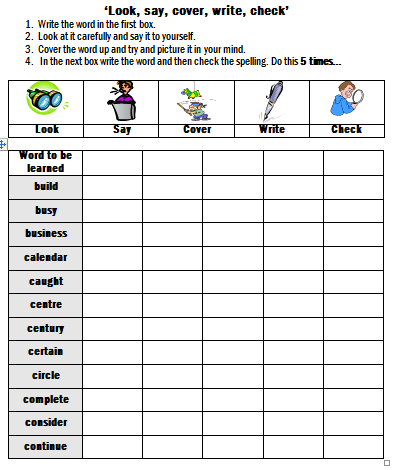 ‘Look, say, cover, write, check’
1. Write the word in the first box.
2. Look at it carefully and say it to yourself.
3. Cover the word up and try and picture it in your mind.
4. In the next box write the word and then check the spelling. Do this 5 times...
Look Say Cover Write Check
Word to be
learned
build
busy
business
calendar
caught
centre
century
certain
circle
complete
consider
continue